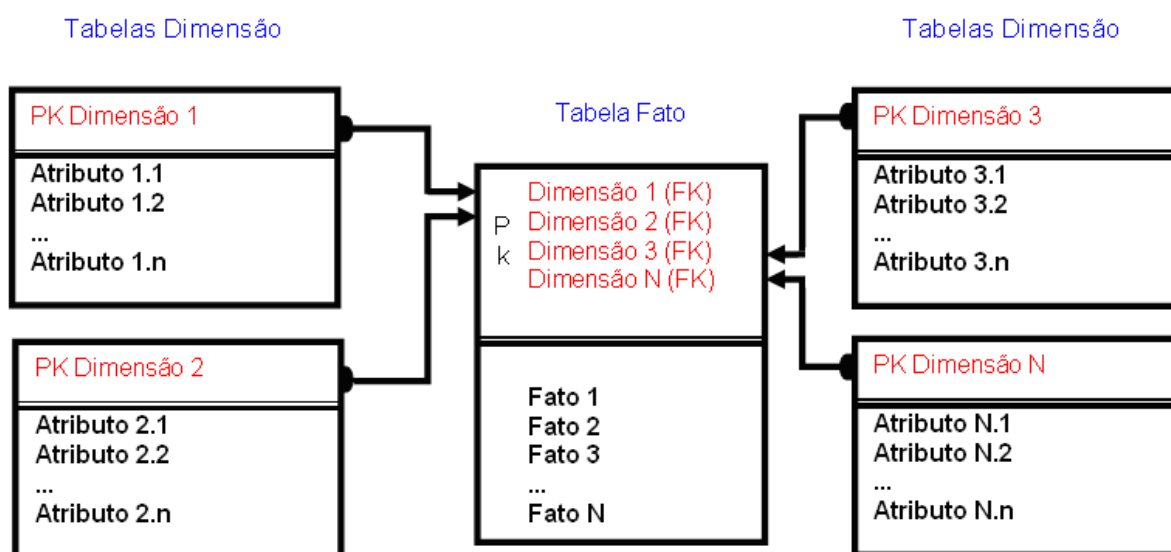 Tabelas Dimensão
Tabelas Dimensão
PK Dimensão 1
Atributo 1.1
Atributo 1.2
...
Atributo 1.n
PK Dimensão 2
Atributo 2.1
Atributo 2.2
...
Atributo 2.n
Tabela Fato
P
k
Dimensão 1 (FK)
Dimensão 2 (FK)
Dimensão 3 (FK)
Dimensão N (FK)
Fato 1
Fato 2
Fato 3
...
Fato N
PK Dimensão 3
Atributo 3.1
Atributo 3.2
...
Atributo 3.n
PK Dimensão N
Atributo N.1
Atributo N.2
...
Atributo N.n